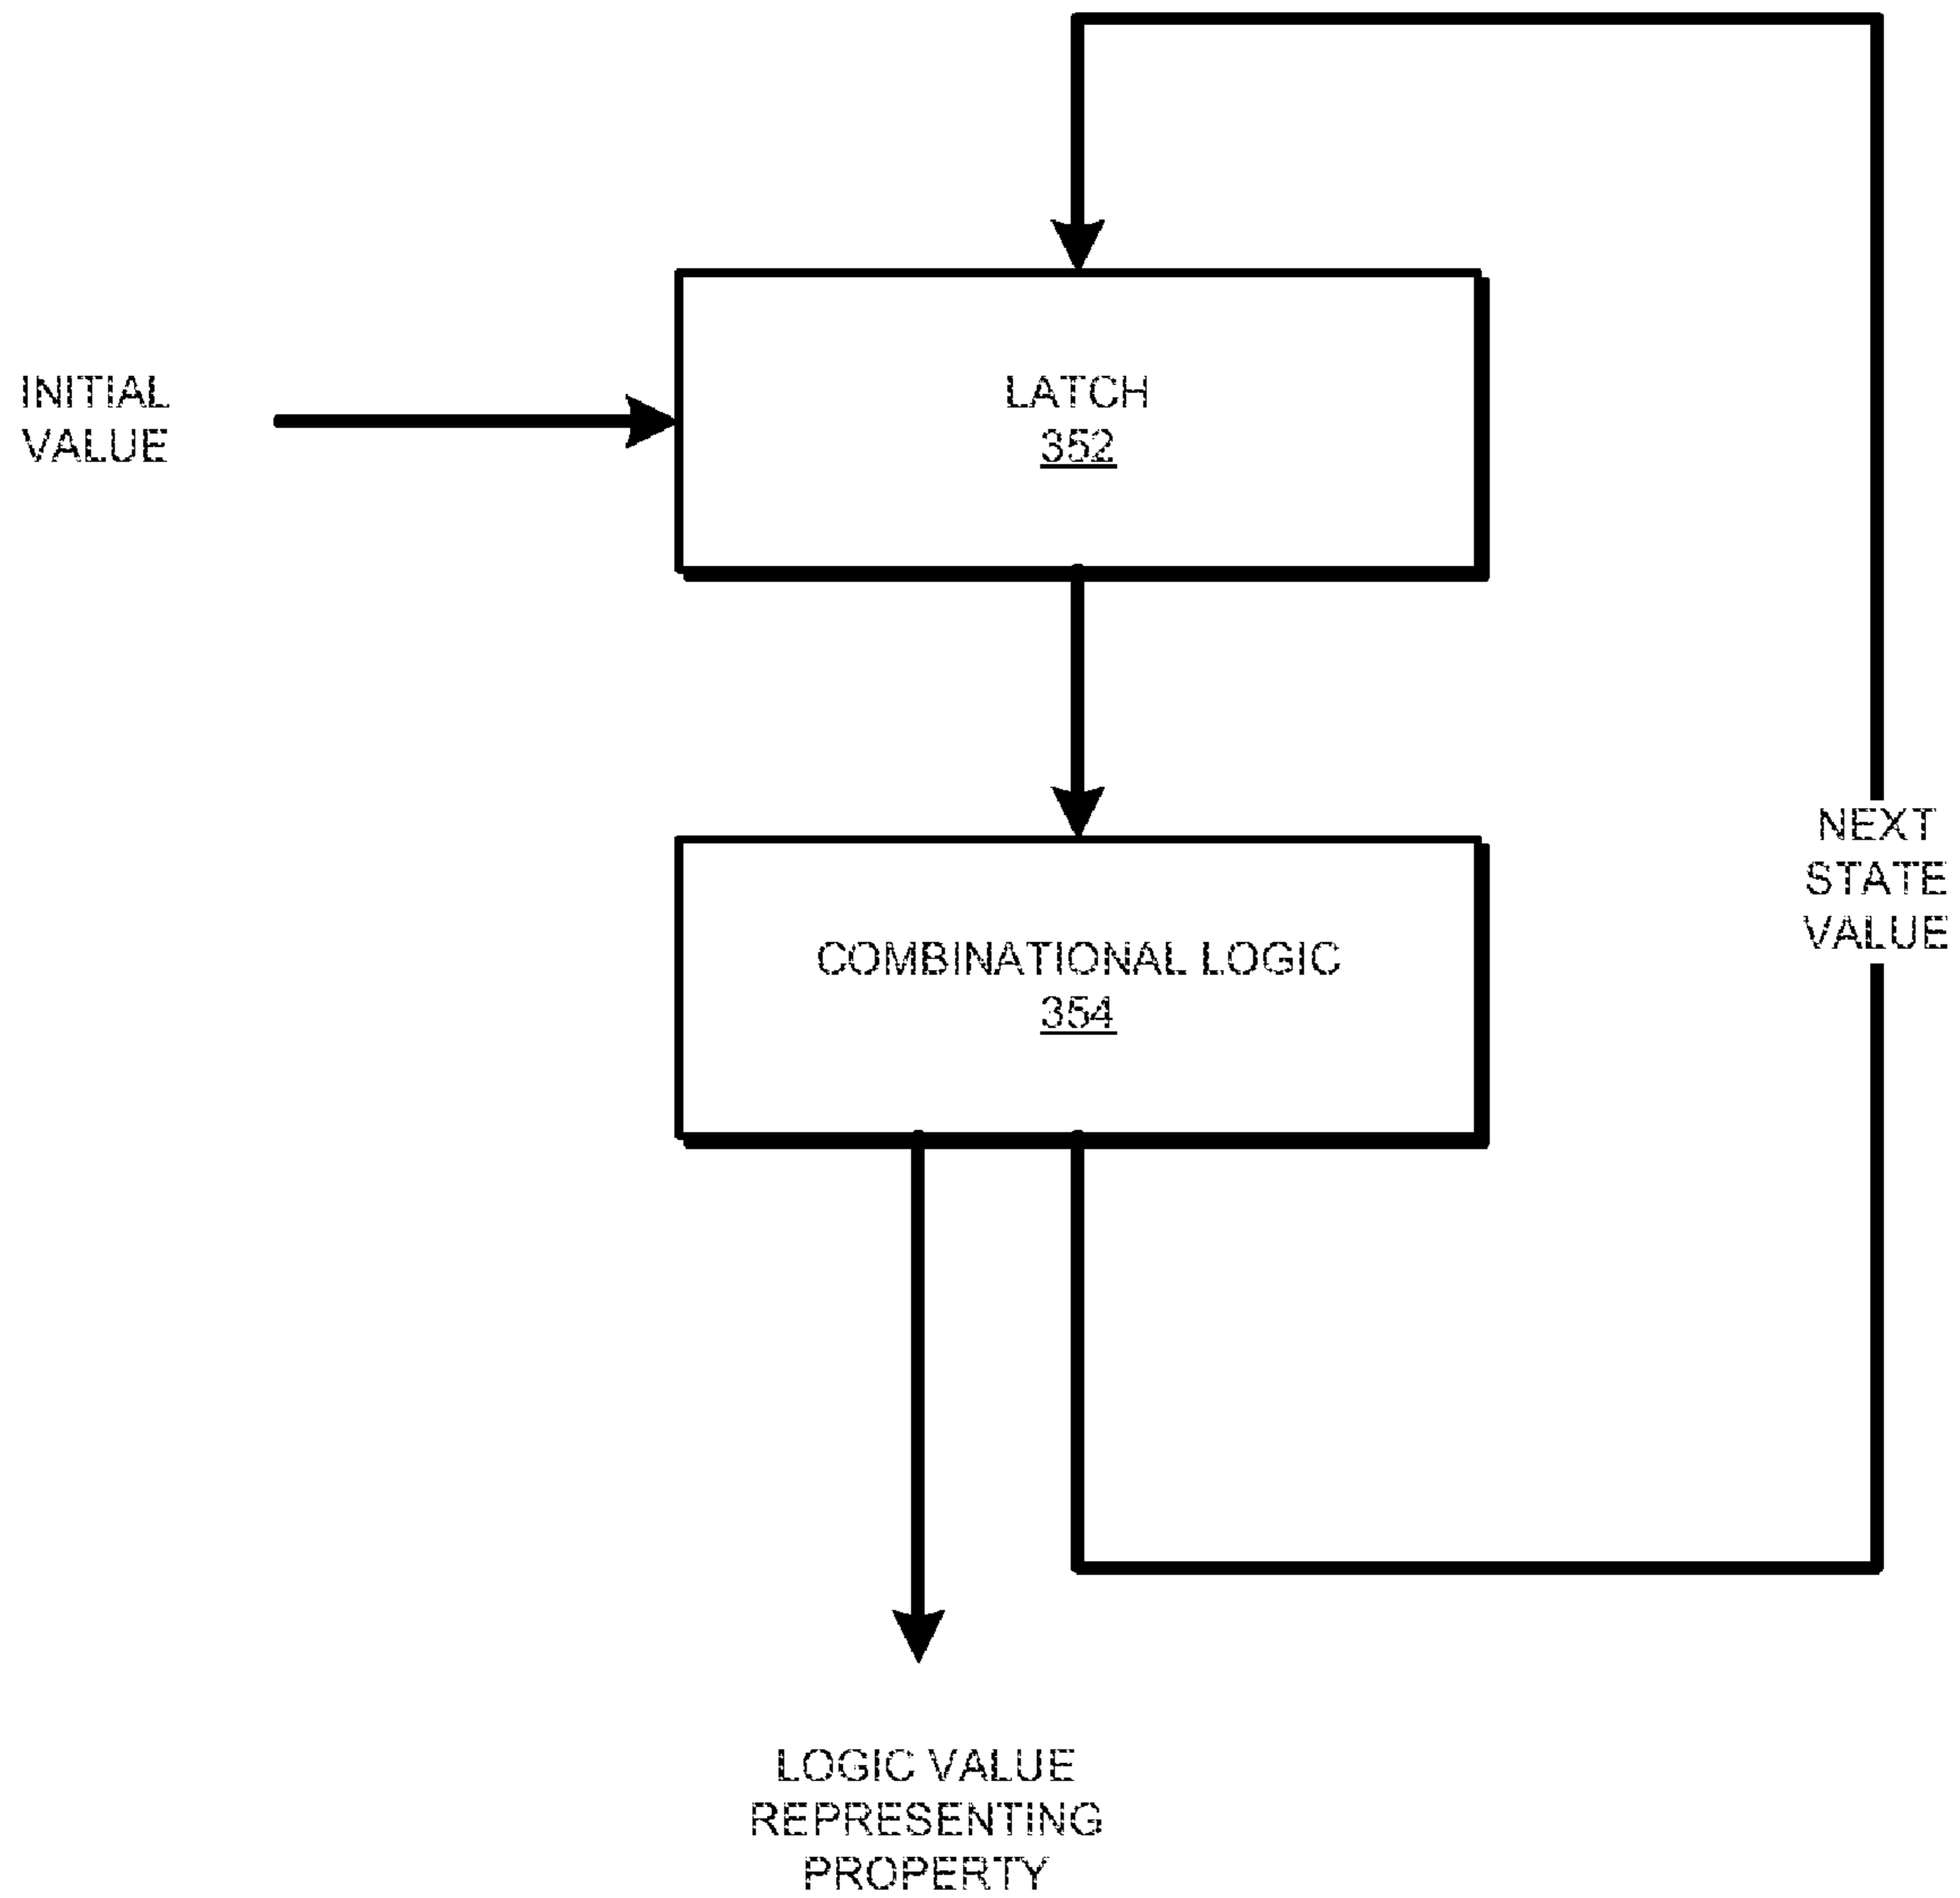 INITIAL
VALUE
LATCH
352
COMBINATIONAL LOGIC
354
NEXT
STATE
VALUE
LOGIC VALUE
REPRESENTING
PROPERTY